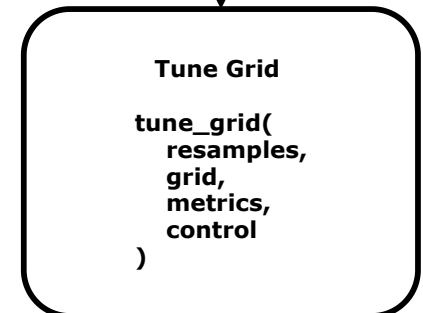 Tune Grid
tune_grid(
resamples,
grid,
metrics,
control
)